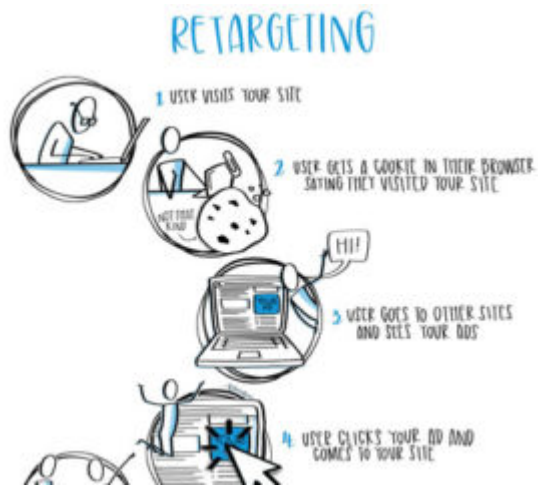 RETARGETING
1 USER VISITS YOUR SITE
2 USER GETS A COOKIE IN THEIR BROWSER
SAYING THEY VISITED YOUR SITE
NOT THAT
KIND
HI!
3 USER GOES TO OTHER SITES
AND SEES YOUR ADS
4 USER CLICKS YOUR AD AND
COMES TO YOUR SITE